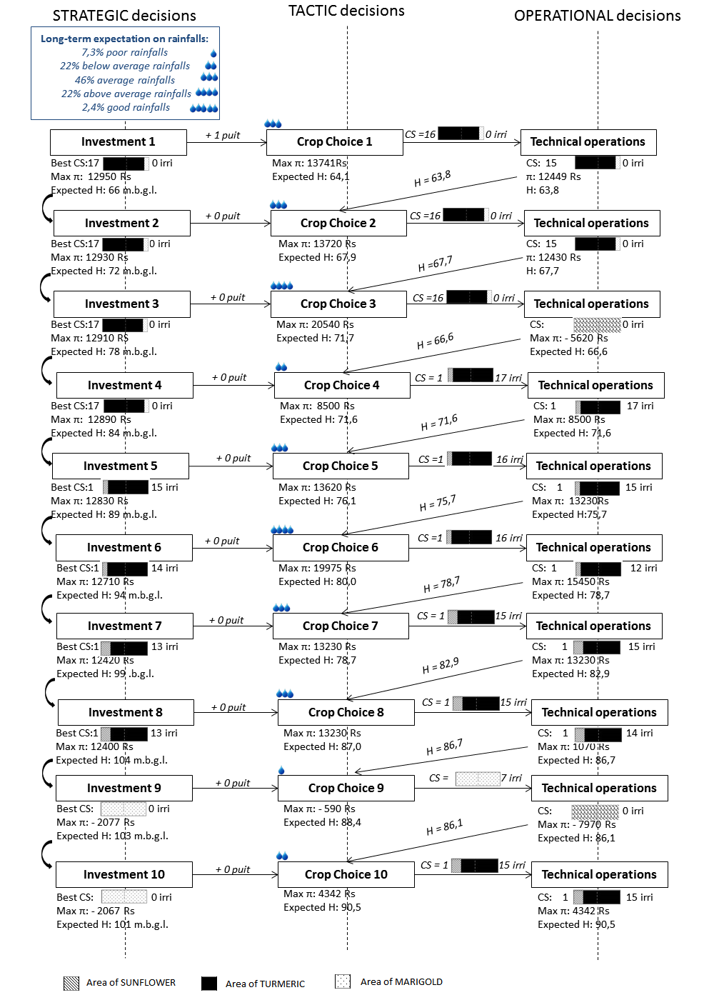 STRATEGIC decisions
TACTIC decisions
OPERATIONAL decisions
Long-term expectation on rainfalls:
7,3% poor rainfalls
22% below average rainfalls
46% average rainfalls
22% above average rainfalls
2,4% good rainfalls
Investment 1
+ 1 puit
Crop Choice 1
CS =16 0 irri
Technical operations
Best CS:17 0 irri
Max π: 12950 Rs
Expected H: 66 m.b.g.l.
Max π: 13741Rs
Expected H: 64,1
CS: 15 0 irri
π: 12449 Rs
H: 63,8
H = 63,8
Investment 2
+ 0 puit
Crop Choice 2
CS =16 0 irri
Technical operations
Best CS:17 0 irri
Max π: 12930 Rs
Expected H: 72 m.b.g.l.
Max π: 13720 Rs
Expected H: 67,9
CS: 15 0 irri
π: 12430 Rs
H: 67,7
H =67,7
Investment 3
+ 0 puit
Crop Choice 3
CS =16 0 irri
Technical operations
Best CS:17 0 irri
Max π: 12910 RS
Expected H: 78 m.b.g.l.
Max π: 20540 Rs
Expected H: 71,7
CS: 0 irri
Max π: - 5620 Rs
Expected H: 66,6
H = 66,6
Investment 4
+ 0 puit
Crop Choice 4
CS = 1 17 irri
Technical operations
Best CS:17 0 irri
Max π: 12890 Rs
Expected H: 84 m.b.g.l.
Max π: 8500 Rs
Expected H: 71,6
CS: 1 17 irri
Max π: 8500 Rs
Expected H: 71,6
H = 71,6
Investment 5
+ 0 puit
Crop Choice 5
CS =1 16 irri
Technical operations
Best CS:1 15 irri
Max π: 12830 Rs
Expected H: 89 m.b.g.l.
Max π: 13620 Rs
Expected H: 76,1
CS: 1 15 irri
Max π: 13230Rs
Expected H:75,7
H = 75,7
Investment 6
+ 0 puit
Crop Choice 6
CS =1 16 irri
Technical operations
Best CS:1 14 irri
Max π: 12710 Rs
Expected H: 94 m.b.g.l.
Max π: 19975 Rs
Expected H: 80,0
CS: 1 12 irri
Max π: 15450 Rs
Expected H: 78,7
H = 78,7
Investment 7
+ 0 puit
Crop Choice 7
CS = 1 15 irri
Technical operations
Best CS:1 13 irri
Max π: 12420 Rs
Expected H: 99 .b.g.l.
Max π: 13230 Rs
Expected H: 78,7
CS: 1 15 irri
Max π: 13230 Rs
Expected H: 82,9
H = 82,9
Investment 8
+ 0 puit
Crop Choice 8
CS = 1 15 irri
Technical operations
Best CS:1 13 irri
Max π: 12400 Rs
Expected H: 104 m.b.g.l.
Max π: 13230 Rs
Expected H: 87,0
CS: 1 14 irri
Max π: 1070 Rs
Expected H: 86,7
H = 86,7
Investment 9
+ 0 puit
Crop Choice 9
CS = 7 irri
Technical operations
Best CS: 0 irri
Max π: - 2077 Rs
Expected H: 103 m.b.g.l.
Max π: - 590 Rs
Expected H: 88,4
CS: 0 irri
Max π: - 7970 Rs
Expected H: 86,1
H = 86,1
Investment 10
+ 0 puit
Crop Choice 10
CS = 1 15 irri
Technical operations
Best CS: 0 irri
Max π: - 2067 Rs
Expected H: 101 m.b.g.l.
Max π: 4342 Rs
Expected H: 90,5
CS: 1 15 irri
Max π: 4342 Rs
Expected H: 90,5
Area of SUNFLOWER
Area of TURMERIC
Area of MARIGOLD